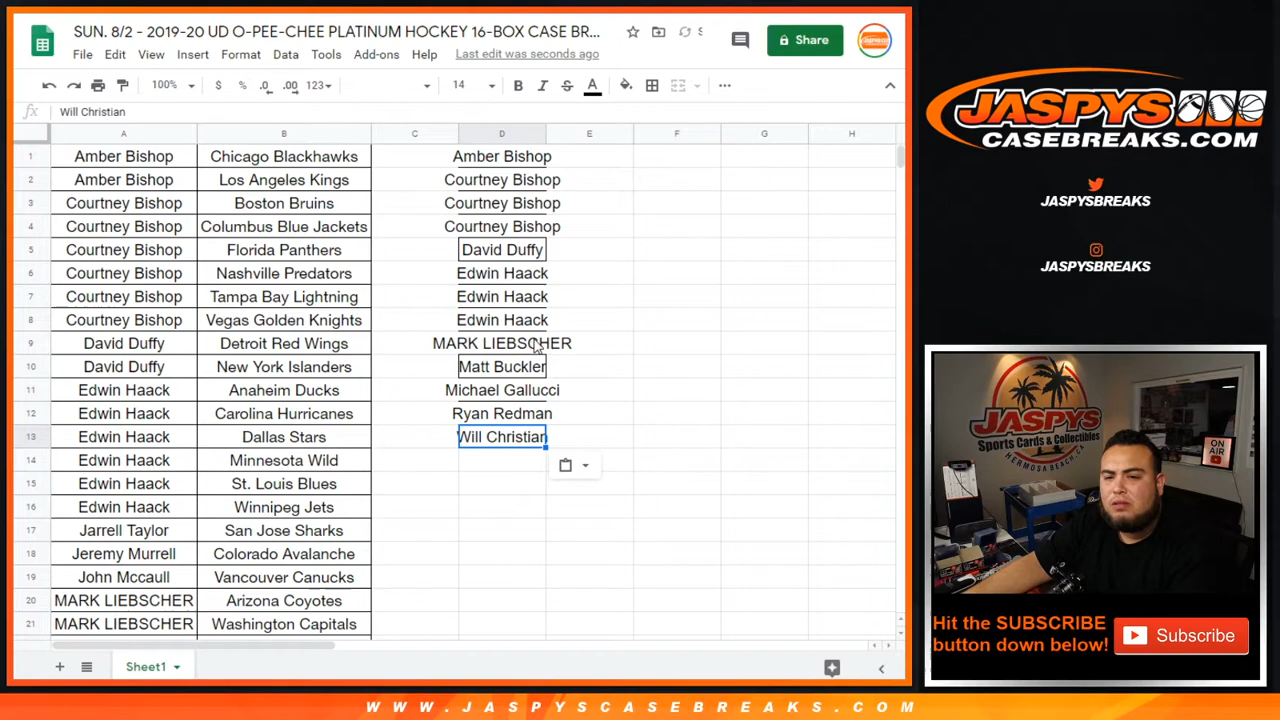 SUN. 8/2 - 2019-20 UD O-PEE-CHEE PLATINUM HOCKEY 16-BOX CASE BR...
File Edit View Insert Format Data Tools Add-ons Help Last edit was seconds ago
Share
100% $ % .0 .00 123 14 B I S A
fx Will Christian
A B C D E F G H
1 Amber Bishop Chicago Blackhawks Amber Bishop
2 Amber Bishop Los Angeles Kings Courtney Bishop
3 Courtney Bishop Boston Bruins Courtney Bishop
4 Courtney Bishop Columbus Blue Jackets Courtney Bishop
5 Courtney Bishop Florida Panthers David Duffy
6 Courtney Bishop Nashville Predators Edwin Haack
7 Courtney Bishop Tampa Bay Lightning Edwin Haack
8 Courtney Bishop Vegas Golden Knights Edwin Haack
9 David Duffy Detroit Red Wings MARK LIEBSCHER
10 David Duffy New York Islanders Matt Buckler
11 Edwin Haack Anaheim Ducks Michael Gallucci
12 Edwin Haack Carolina Hurricanes Ryan Redman
13 Edwin Haack Dallas Stars Will Christian
14 Edwin Haack Minnesota Wild
15 Edwin Haack St. Louis Blues
16 Edwin Haack Winnipeg Jets
17 Jarrell Taylor San Jose Sharks
18 Jeremy Murrell Colorado Avalanche
19 John Mccaull Vancouver Canucks
20 MARK LIEBSCHER Arizona Coyotes
21 MARK LIEBSCHER Washington Capitals
Sheet1
JASPYS
CASEBREAKS.COM
JASPYSBREAKS
JASPYSBREAKS
JASPYS
Sports Cards & Collectibles
HERMOSA BEACH, CA
ON AIR
Hit the SUBSCRIBE
button down below!
Subscribe
WWW.JASPYSCASEBREAKS.COM